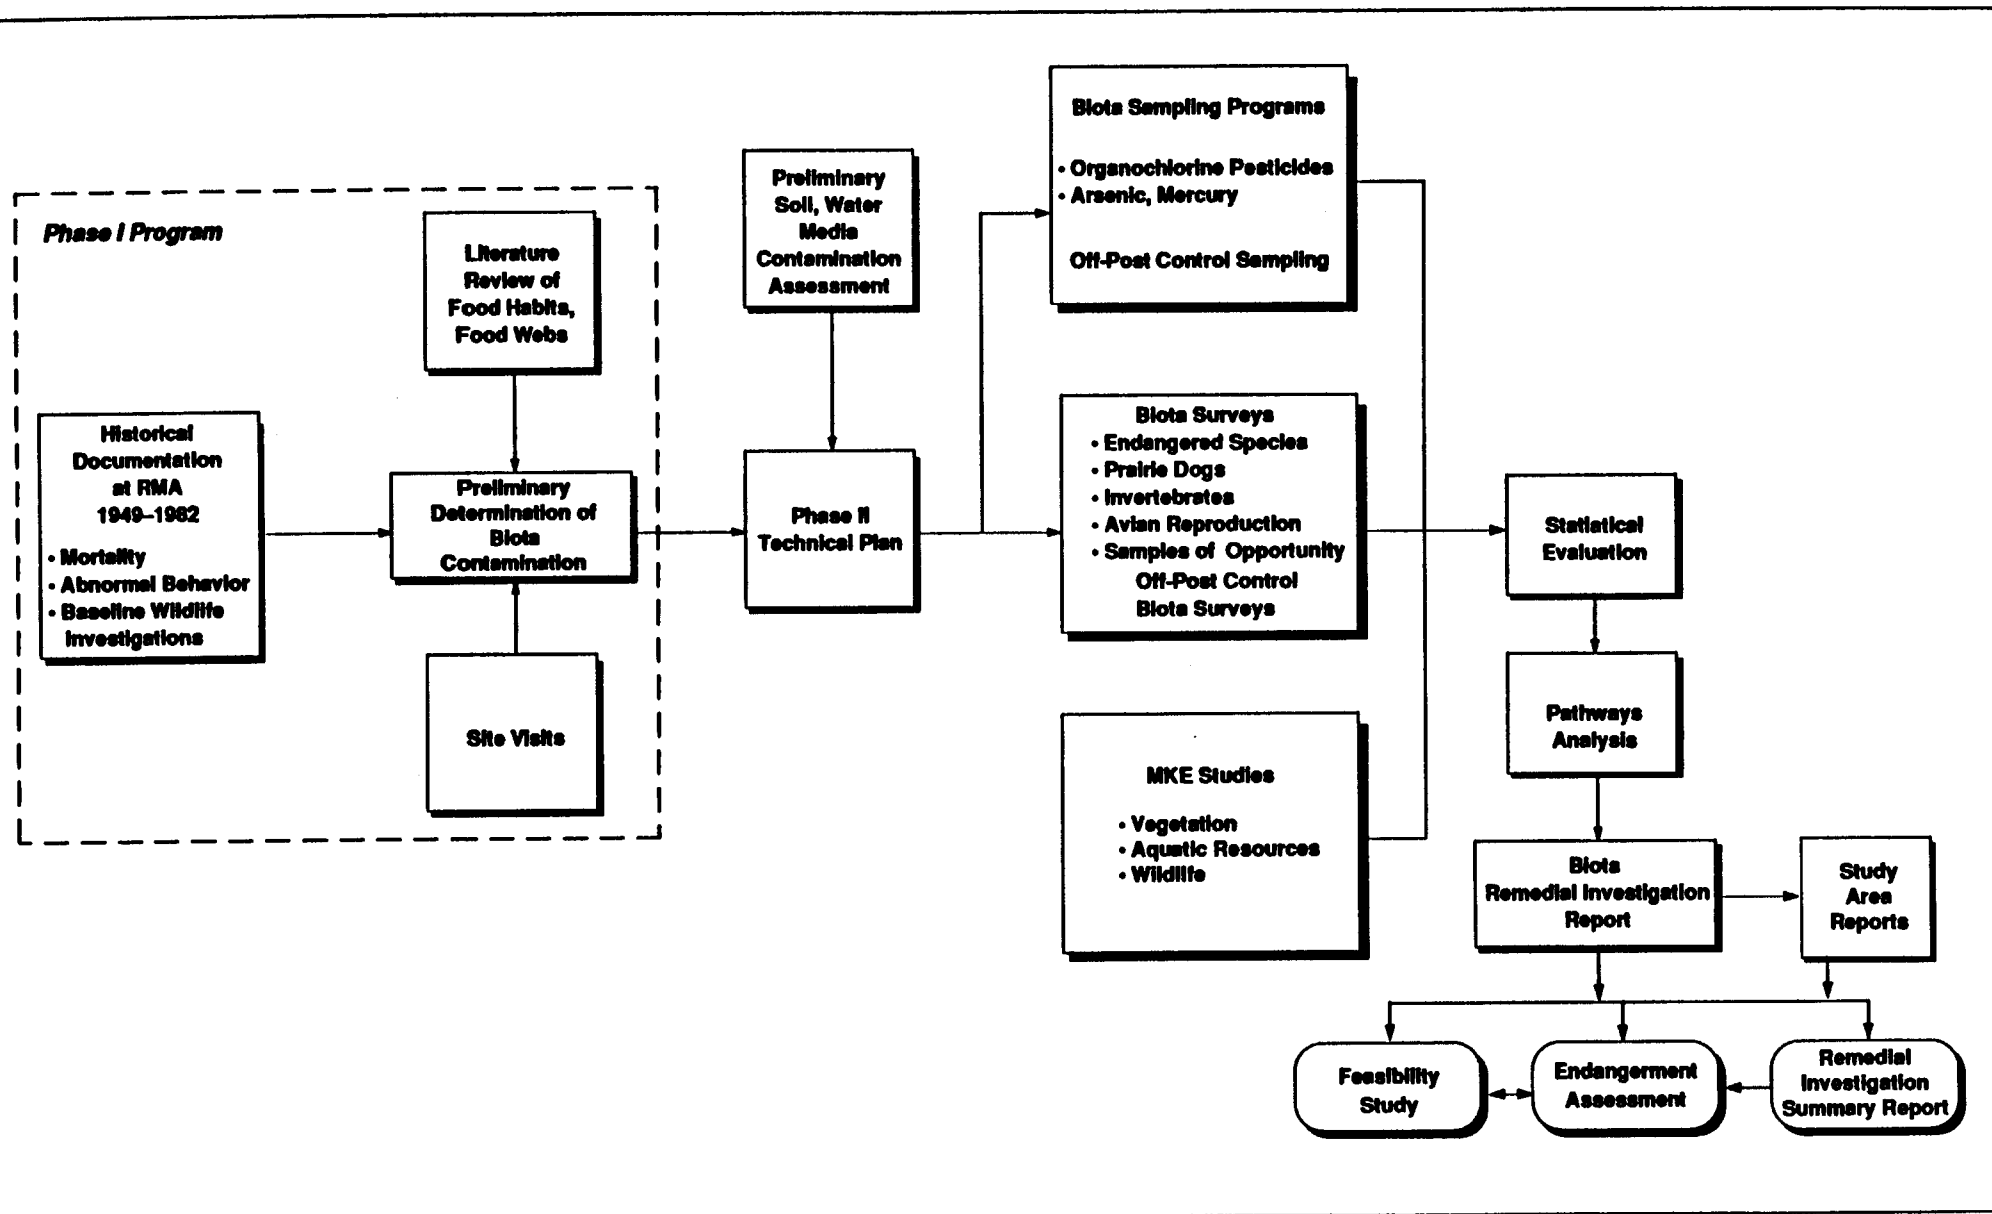 Phase I Program
Historical
Documentation
at RMA
1949–1982
• Mortality
• Abnormal Behavior
• Baseline Wildlife
Investigations
Literature
Review of
Food Habits,
Food Webs
Preliminary
Determination of
Biota
Contamination
Site Visits
Preliminary
Soil, Water
Media
Contamination
Assessment
Phase II
Technical Plan
Biota Sampling Programs
• Organochlorine Pesticides
• Arsenic, Mercury
Off-Post Control Sampling
Biota Surveys
• Endangered Species
• Prairie Dogs
• Invertebrates
• Avian Reproduction
• Samples of Opportunity
Off-Post Control
Biota Surveys
MKE Studies
• Vegetation
• Aquatic Resources
• Wildlife
Statiatical
Evaluation
Pathways
Analysis
Biota
Remedial Investigation
Report
Study
Area
Reports
Feasibility
Study
Endangerment
Assessment
Remedial
Investigation
Summary Report